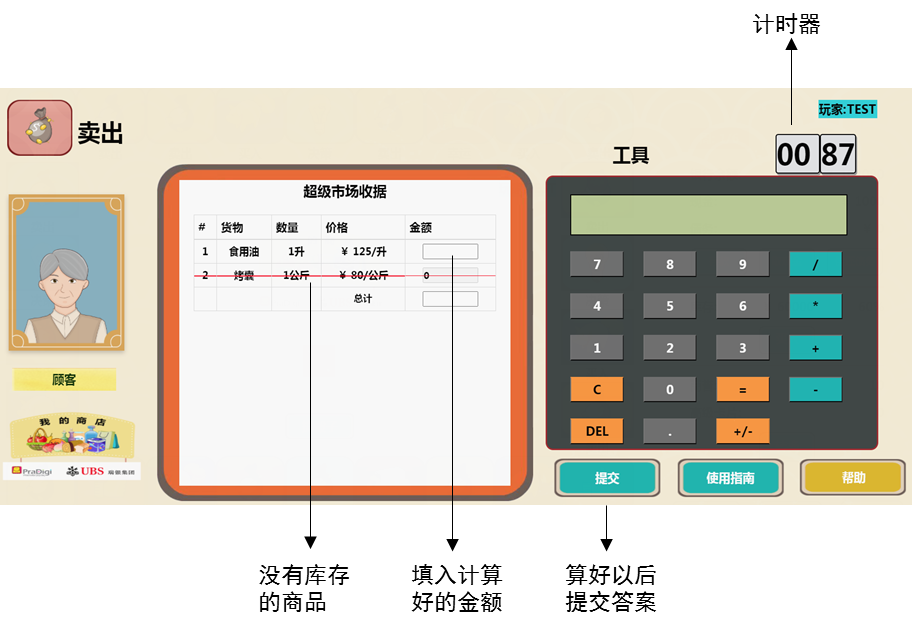 计时器
玩家:TEST
卖出
工具
00 87
超级市场收据
# 货物 数量 价格 金额
1 食用油 1升 ￥ 125/升
2 烤囊 1公斤 ￥ 80/公斤 0
总计
7 8 9 /
4 5 6 *
1 2 3 +
C 0 = -
DEL . +/-
顾客
我的商店
PraDigi UBS 瑞银集团
提交 使用指南 帮助
没有库存
的商品
填入计算
好的金额
算好以后
提交答案